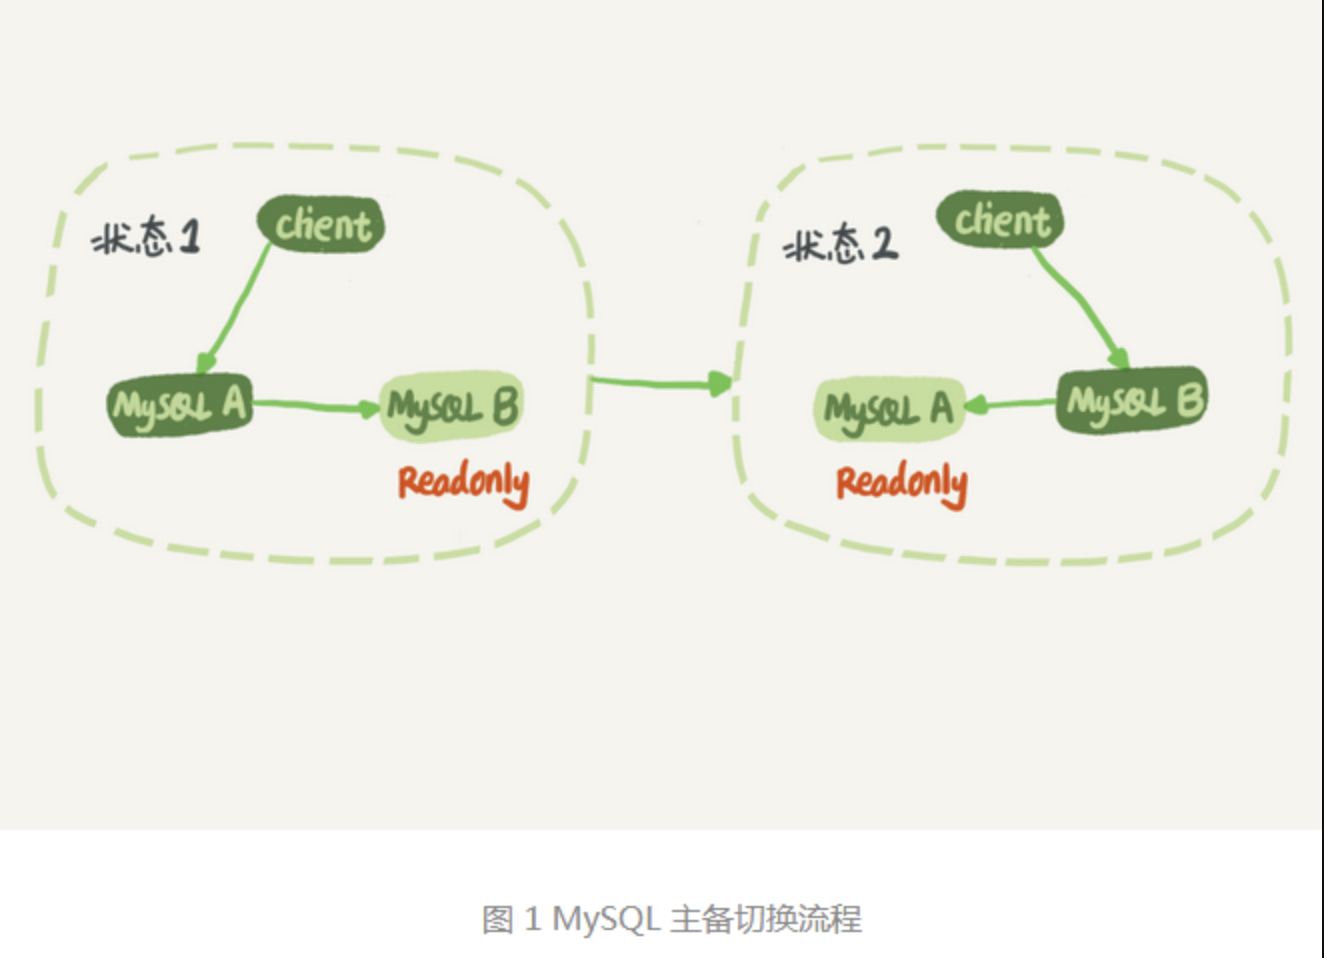 状态1
client
MySQL A
MySQL B
Readonly
状态2
client
MySQL A
MySQL B
Readonly
图 1 MySQL 主备切换流程